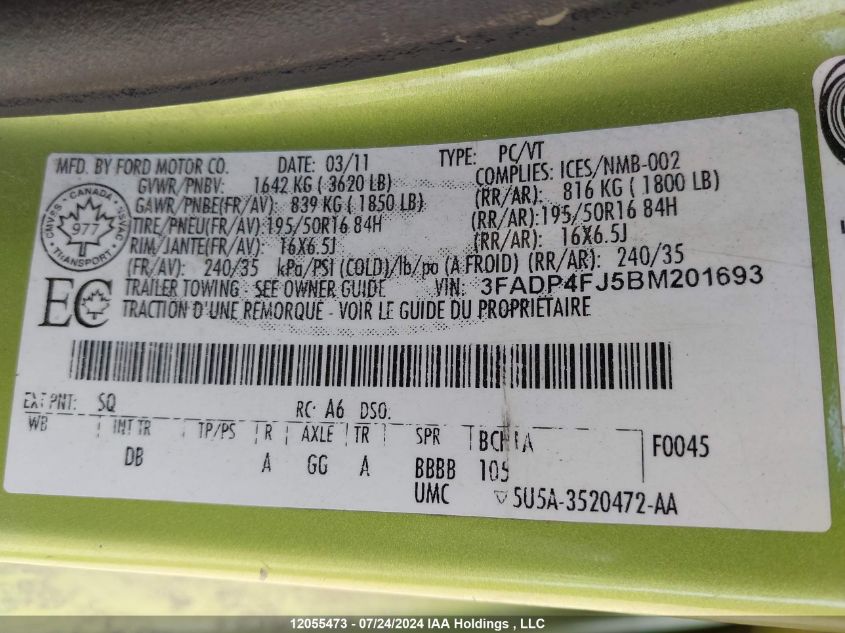 MFD. BY FORD MOTOR CO. DATE: 03/11 TYPE: PC/VT
GVWR/PNBV: 1642 KG ( 3620 LB) COMPLIES: ICES/NMB-002
GAWR/PNBE(FR/AV): 839 KG ( 1850 LB) (RR/AR): 816 KG ( 1800 LB)
TIRE/PNEU(FR/AV):195/50R16 84H (RR/AR):195/50R16 84H
RIM/JANTE(FR/AV): 16X6.5J (RR/AR): 16X6.5J
(FR/AV): 240/35 kPa/PSI (COLD)/lb/po (A FROID) (RR/AR): 240/35
TRAILER TOWING - SEE OWNER GUIDE VIN: 3FADP4FJ5BM201693
TRACTION D'UNE REMORQUE - VOIR LE GUIDE DU PROPRIÉTAIRE
CANADA
CMVSS NSVAC
977
TRANSPORT
EC
EXT PNT: SQ RC: A6 DSO:
WB INT TR TP/PS R AXLE TR SPR F0045
DB A GG A BBBB 105
UMC 5U5A-3520472-AA
12055473 - 07/24/2024 IAA Holdings , LLC